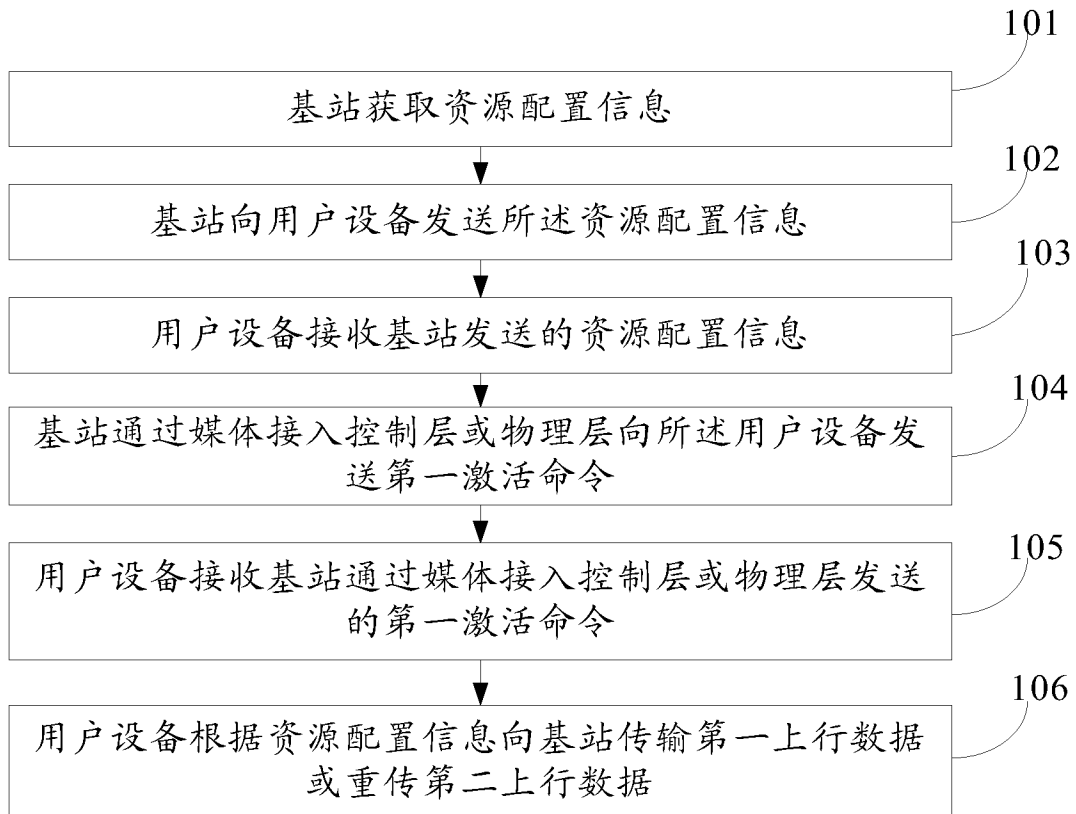 101
基站获取资源配置信息
102
基站向用户设备发送所述资源配置信息
103
用户设备接收基站发送的资源配置信息
104
基站通过媒体接入控制层或物理层向所述用户设备发
送第一激活命令
105
用户设备接收基站通过媒体接入控制层或物理层发送
的第一激活命令
106
用户设备根据资源配置信息向基站传输第一上行数据
或重传第二上行数据